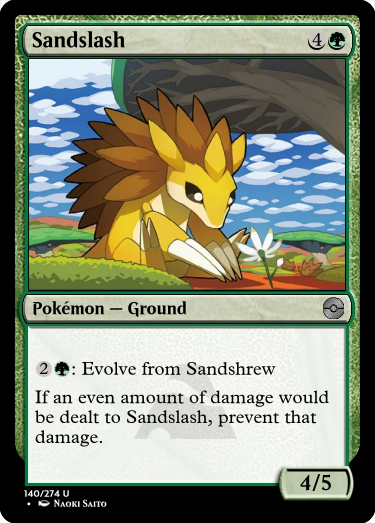 Sandslash 4
Pokémon — Ground
2 : Evolve from Sandshrew
If an even amount of damage would
be dealt to Sandslash, prevent that
damage.
4/5
140/274 U
• Naoki Saito